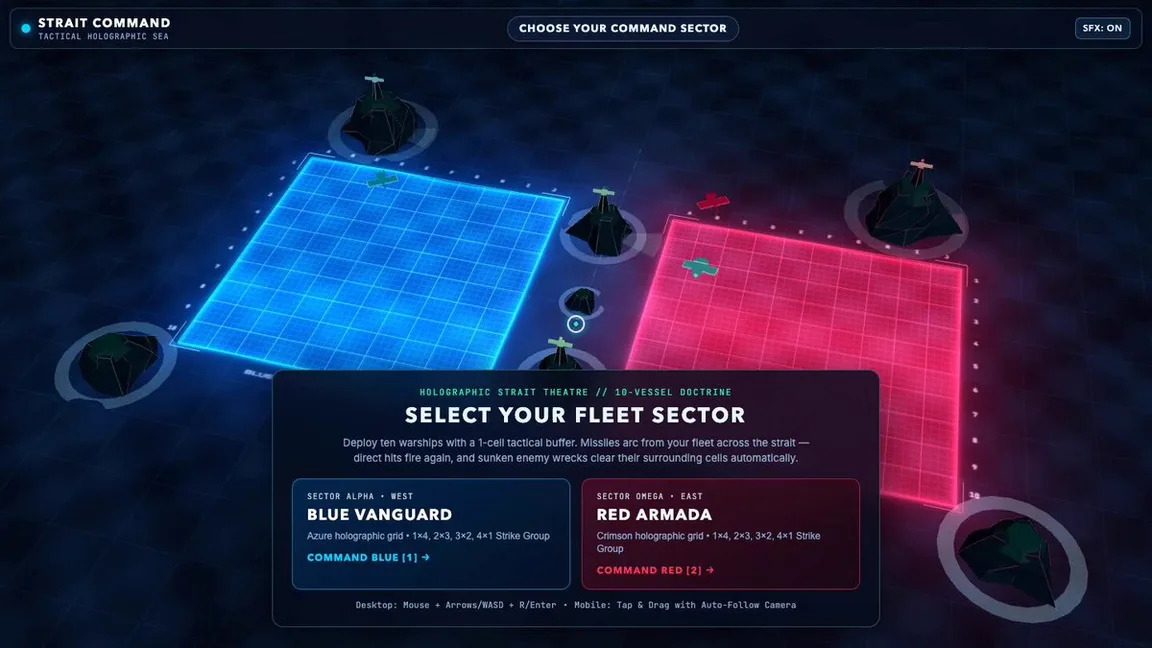 STRAIT COMMAND
TACTICAL HOLOGRAPHIC SEA
CHOOSE YOUR COMMAND SECTOR
SFX: ON
10
BLUE
10
HOLOGRAPHIC STRAIT THEATRE // 10-VESSEL DOCTRINE
SELECT YOUR FLEET SECTOR
Deploy ten warships with a 1-cell tactical buffer. Missiles arc from your fleet across the strait —
direct hits fire again, and sunken enemy wrecks clear their surrounding cells automatically.
SECTOR ALPHA • WEST
BLUE VANGUARD
Azure holographic grid • 1×4, 2×3, 3×2, 4×1 Strike Group
COMMAND BLUE [1] →
SECTOR OMEGA • EAST
RED ARMADA
Crimson holographic grid • 1×4, 2×3, 3×2, 4×1 Strike
Group
COMMAND RED [2] →
Desktop: Mouse + Arrows/WASD + R/Enter • Mobile: Tap & Drag with Auto-Follow Camera